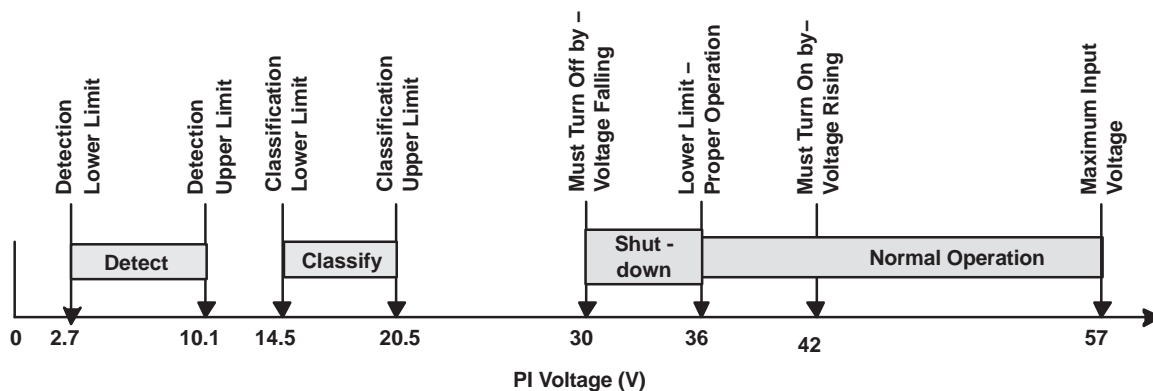 Detection
Lower Limit
Detection
Upper Limit
Classification
Lower Limit
Classification
Upper Limit
Must Turn Off by –
Voltage Falling
Lower Limit –
Proper Operation
Must Turn On by–
Voltage Rising
Maximum Input
Voltage
Detect
Classify
Shut -
down
Normal Operation
0
2.7
10.1
14.5
20.5
30
36
42
57
PI Voltage (V)